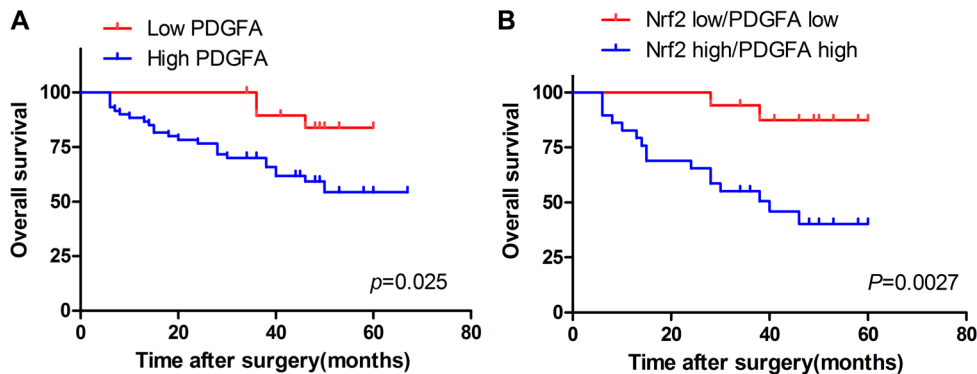 A
Low PDGFA
High PDGFA
100
75
50
25
0
Overall survival
p=0.025
0 20 40 60 80
Time after surgery(months)
B
Nrf2 low/PDGFA low
Nrf2 high/PDGFA high
100
75
50
25
0
Overall survival
P=0.0027
0 20 40 60 80
Time after surgery(months)